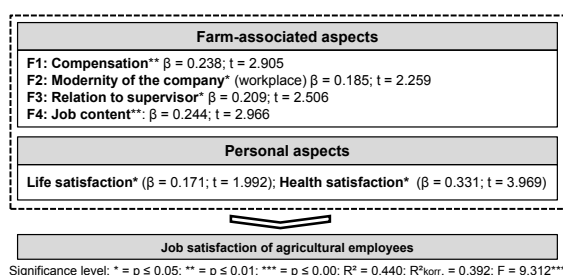 Farm-associated aspects
F1: Compensation** β = 0.238; t = 2.905
F2: Modernity of the company* (workplace) β = 0.185; t = 2.259
F3: Relation to supervisor* β = 0.209; t = 2.506
F4: Job content**: β = 0.244; t = 2.966
Personal aspects
Life satisfaction* (β = 0.171; t = 1.992); Health satisfaction* (β = 0.331; t = 3.969)
Job satisfaction of agricultural employees
Significance level: * = p ≤ 0.05; ** = p ≤ 0.01; *** = p ≤ 0.00; R² = 0.440; R²korr. = 0.392; F = 9.312***